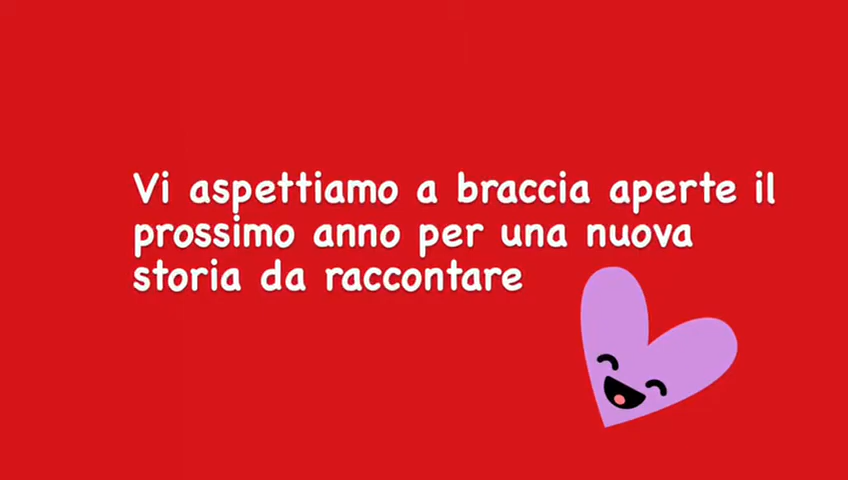 Vi aspettiamo a braccia aperte il
prossimo anno per una nuova
storia da raccontare